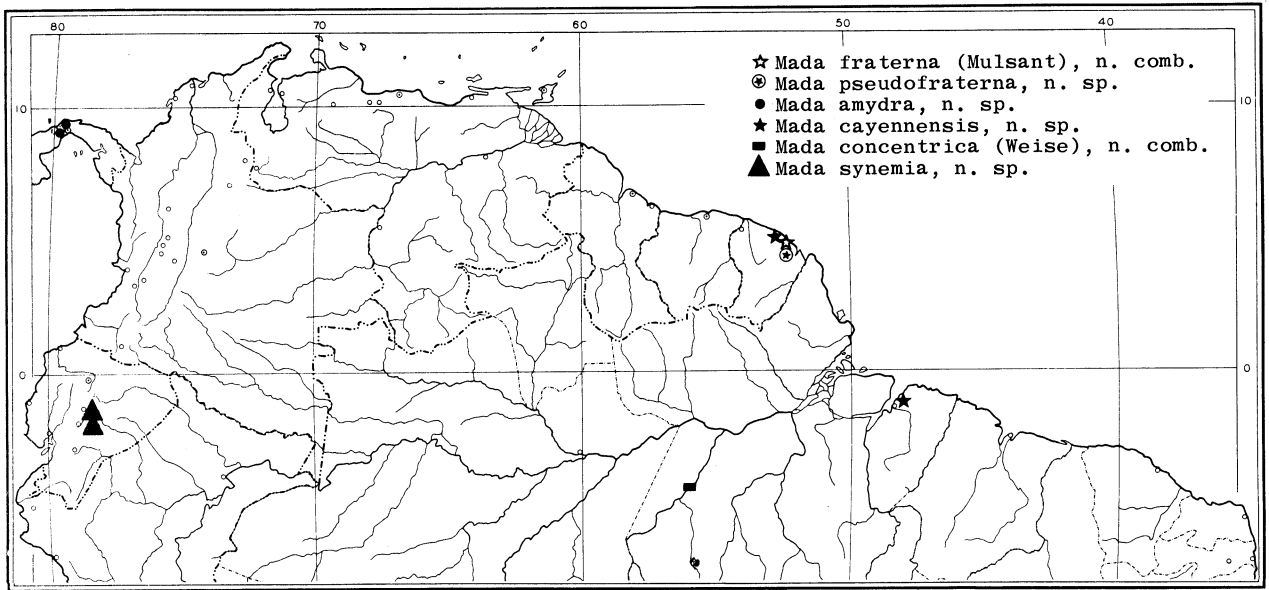 80 70 60 50 40
☆ Mada fraterna (Mulsant), n. comb.
Mada pseudofraterna, n. sp.
10 ● Mada amydra, n. sp. 10
★ Mada cayennensis, n. sp.
■ Mada concentrica (Weise), n. comb.
▲ Mada synemia, n. sp.
0 0